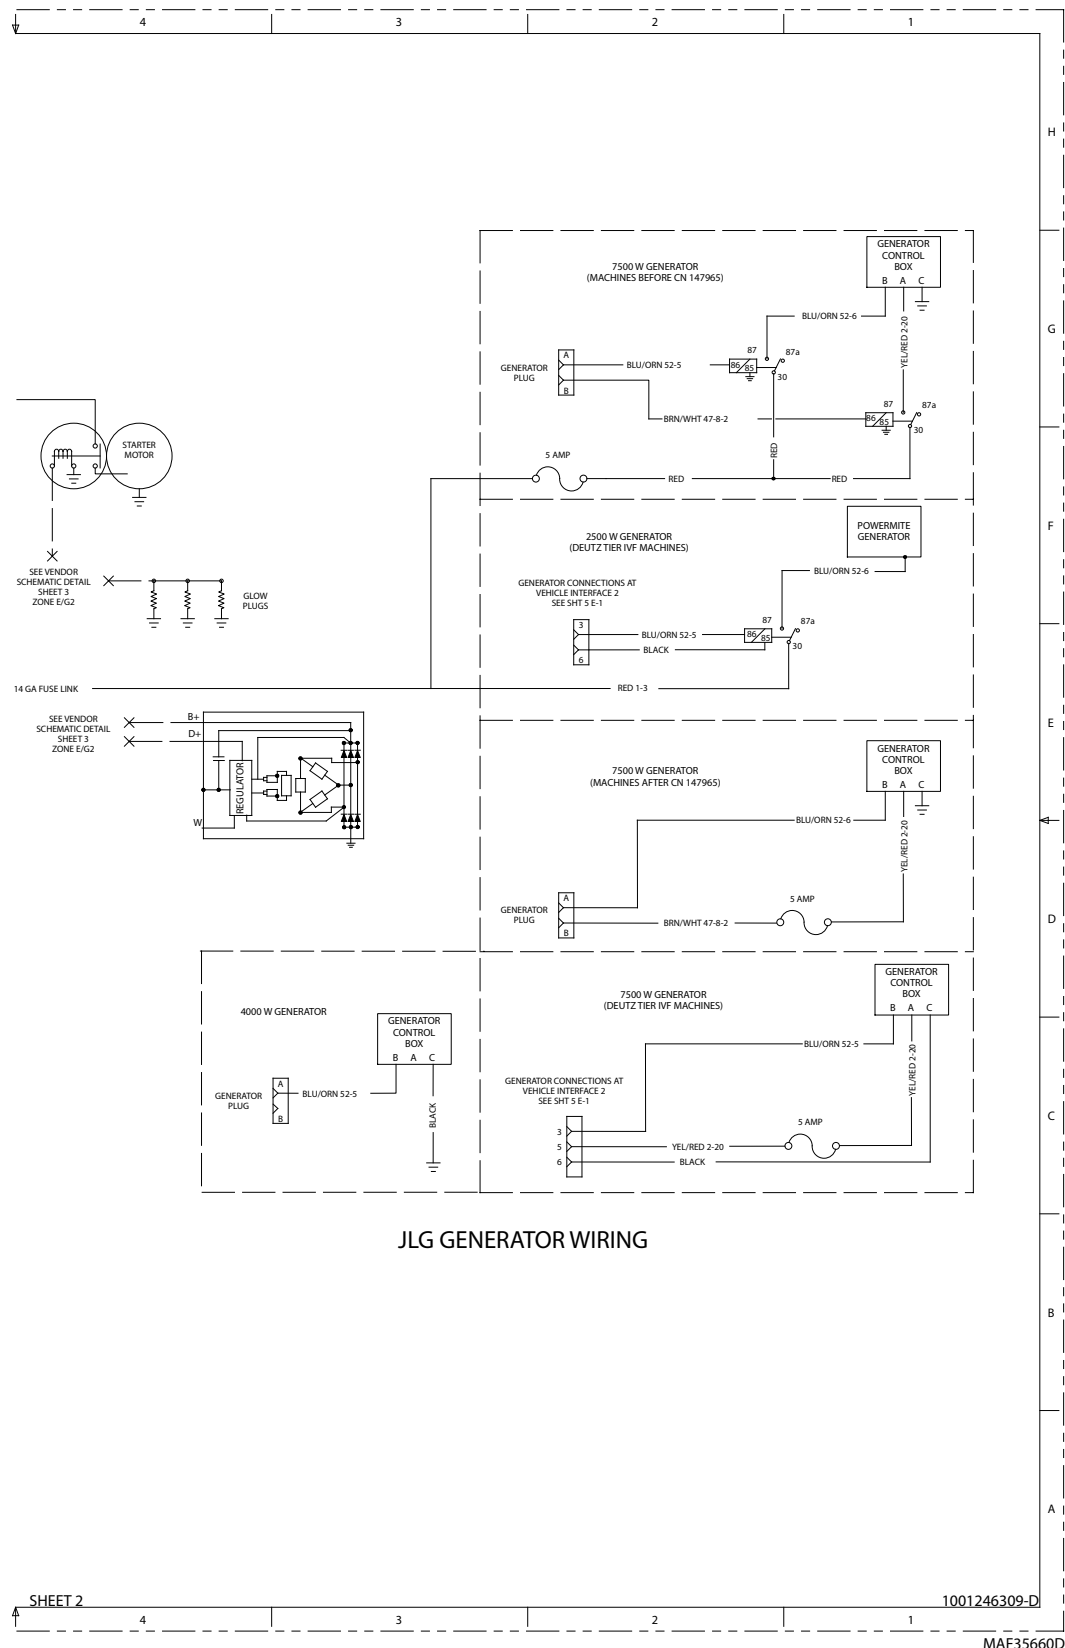 4 3 2 1
H
G
F
E
D
C
B
A
7500 W GENERATOR
(MACHINES BEFORE CN 147965)
GENERATOR
CONTROL
BOX
B A C
BLU/ORN 52-6
YEL/RED 2-20
GENERATOR
PLUG
A
B
BLU/ORN 52-5
86
85
87
87a
30
BRN/WHT 47-8-2
86
85
87
87a
30
5 AMP
RED
RED
RED
STARTER
MOTOR
SEE VENDOR
SCHEMATIC DETAIL
SHEET 3
ZONE E/G2
GLOW
PLUGS
2500 W GENERATOR
(DEUTZ TIER IVF MACHINES)
POWERMITE
GENERATOR
BLU/ORN 52-6
GENERATOR CONNECTIONS AT
VEHICLE INTERFACE 2
SEE SHT 5 E-1
3
6
BLU/ORN 52-5
BLACK
86
85
87
87a
30
14 GA FUSE LINK
RED 1-3
SEE VENDOR
SCHEMATIC DETAIL
SHEET 3
ZONE E/G2
B+
D+
W
REGULATOR
7500 W GENERATOR
(MACHINES AFTER CN 147965)
GENERATOR
CONTROL
BOX
B A C
BLU/ORN 52-6
YEL/RED 2-20
GENERATOR
PLUG
A
B
BRN/WHT 47-8-2
5 AMP
4000 W GENERATOR
GENERATOR
CONTROL
BOX
B A C
GENERATOR
PLUG
A
B
BLU/ORN 52-5
BLACK
7500 W GENERATOR
(DEUTZ TIER IVF MACHINES)
GENERATOR
CONTROL
BOX
B A C
BLU/ORN 52-5
YEL/RED 2-20
GENERATOR CONNECTIONS AT
VEHICLE INTERFACE 2
SEE SHT 5 E-1
3
5
6
YEL/RED 2-20
BLACK
5 AMP
JLG GENERATOR WIRING
SHEET 2
1001246309-D
4 3 2 1
MAE35660D